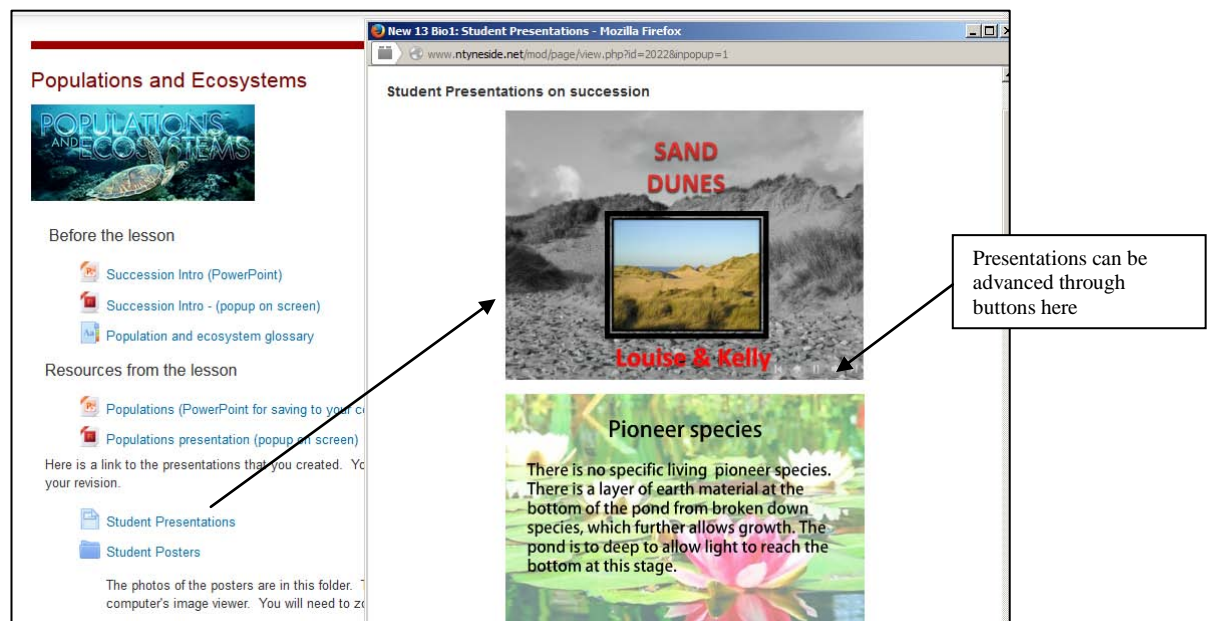 New 13 Bio1: Student Presentations - Mozilla Firefox
www.ntyneside.net/mod/page/view.php?id=2022&inpopup=1
Populations and Ecosystems
POPULATIONS
AND
ECOSYSTEMS
Before the lesson
Succession Intro (PowerPoint)
Succession Intro - (popup on screen)
Population and ecosystem glossary
Resources from the lesson
Populations (PowerPoint for saving to your c
Populations presentation (popup on screen)
Here is a link to the presentations that you created. Yo
your revision.
Student Presentations
Student Posters
The photos of the posters are in this folder. T
computer's image viewer. You will need to zo
Student Presentations on succession
SAND
DUNES
Louise & Kelly
Pioneer species
There is no specific living pioneer species.
There is a layer of earth material at the
bottom of the pond from broken down
species, which further allows growth. The
pond is to deep to allow light to reach the
bottom at this stage.
Presentations can be
advanced through
buttons here